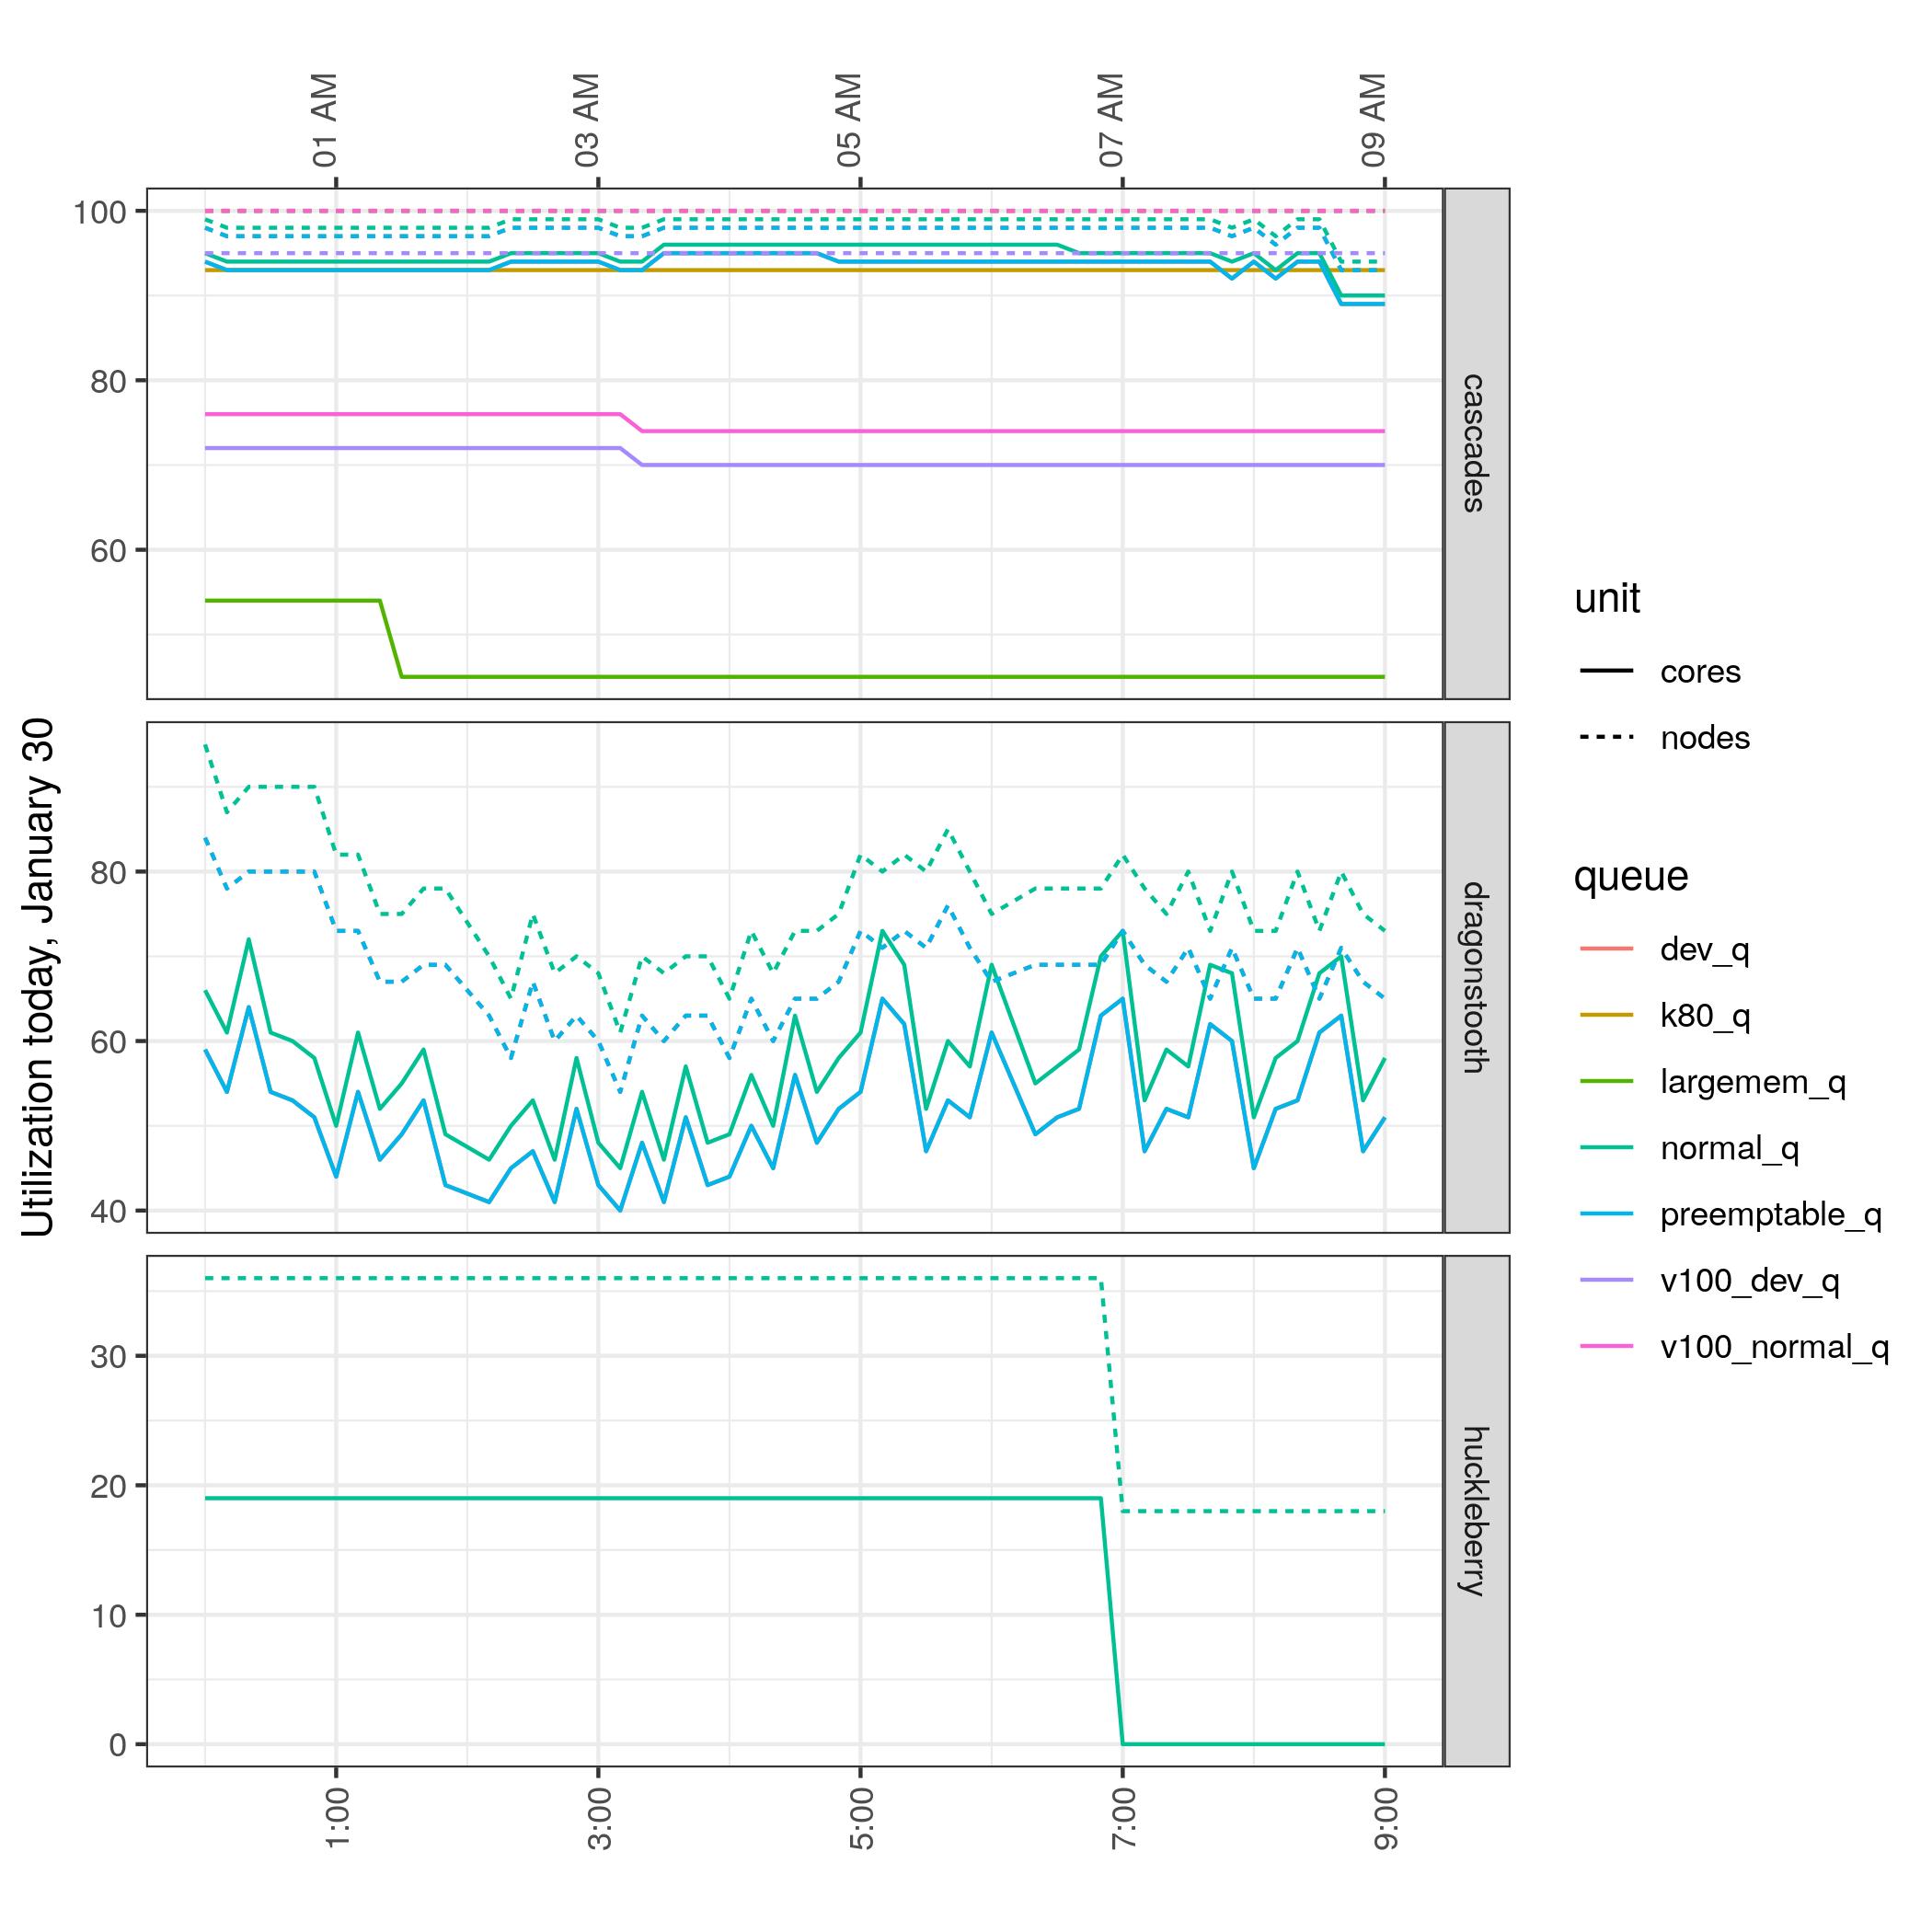 01 AM
03 AM
05 AM
07 AM
09 AM
Utilization today, January 30
100
80
60
cascades
80
60
40
dragonstooth
30
20
10
0
huckleberry
1:00
3:00
5:00
7:00
9:00
unit
cores
nodes
queue
dev_q
k80_q
largemem_q
normal_q
preemptable_q
v100_dev_q
v100_normal_q